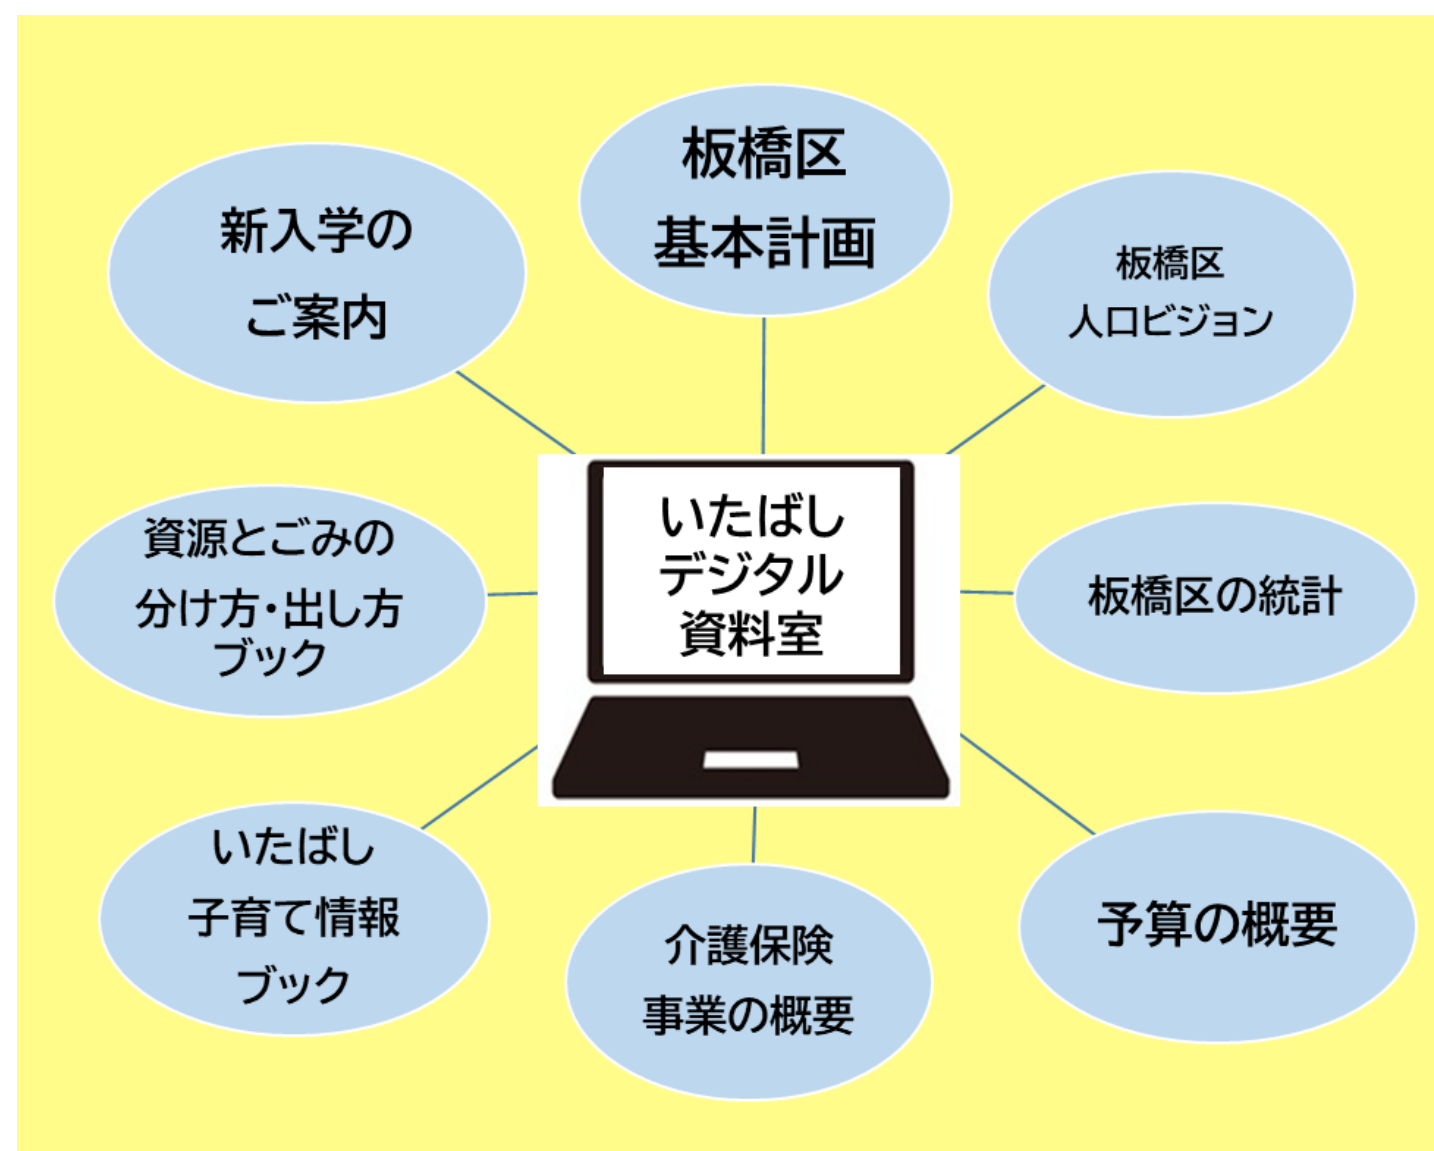 板橋区
基本計画
新入学の
ご案内
板橋区
人口ビジョン
いたばし
デジタル
資料室
資源とごみの
分け方・出し方
ブック
板橋区の統計
いたばし
子育て情報
ブック
介護保険
事業の概要
予算の概要